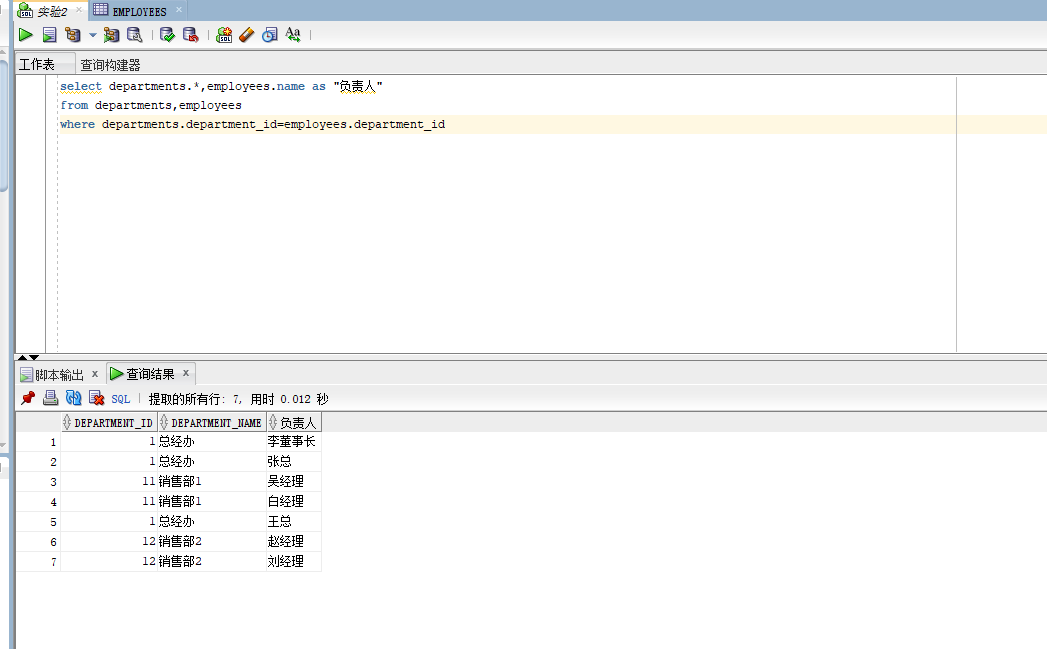 实验2 × EMPLOYEES ×
工作表 查询构建器
select departments.*,employees.name as "负责人"
from departments,employees
where departments.department_id=employees.department_id
脚本输出 × 查询结果 ×
SQL | 提取的所有行: 7, 用时 0.012 秒
DEPARTMENT_ID DEPARTMENT_NAME 负责人
1 1 总经办 李董事长
2 1 总经办 张总
3 11 销售部1 吴经理
4 11 销售部1 白经理
5 1 总经办 王总
6 12 销售部2 赵经理
7 12 销售部2 刘经理